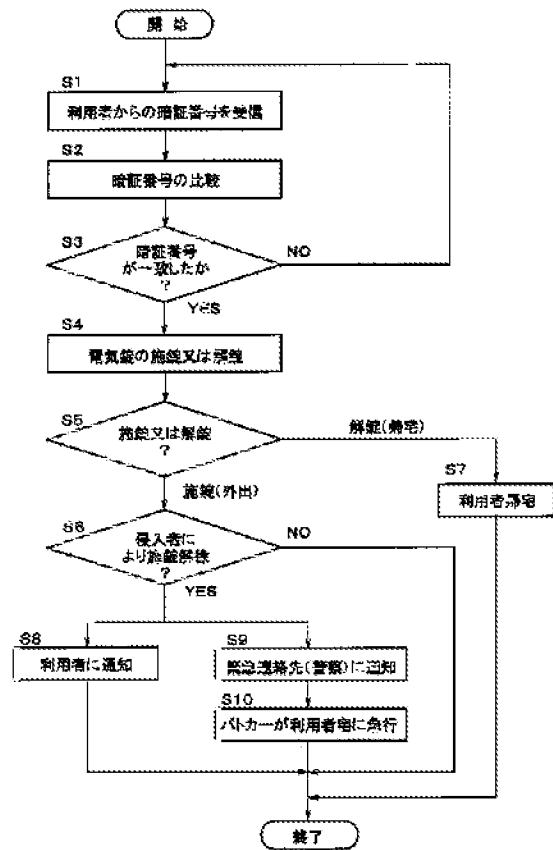 開始
S1
利用者からの暗証番号を受信
S2
暗証番号の比較
S3
暗証番号
が一致したか
?
NO
YES
S4
電気錠の施錠又は解錠
S5
施錠又は解錠
?
解錠(帰宅)
S7
利用者帰宅
施錠(外出)
S6
侵入者に
より施錠解除
?
NO
YES
S8
利用者に通知
S9
緊急連絡先(警察)に通知
S10
パトカーが利用者宅に急行
終了